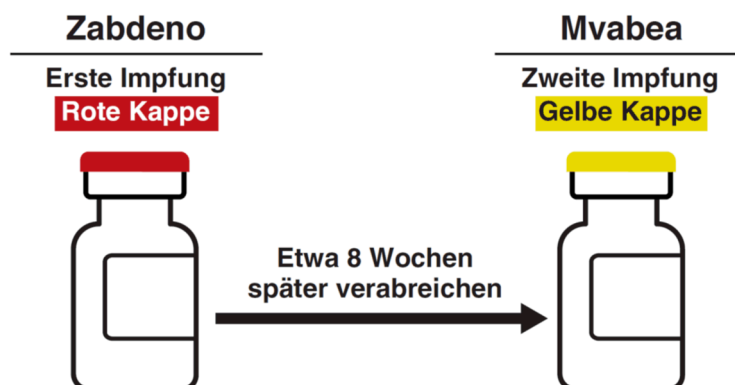 Zabdeno
Erste Impfung
Rote Kappe
Etwa 8 Wochen
später verabreichen
Mvabea
Zweite Impfung
Gelbe Kappe